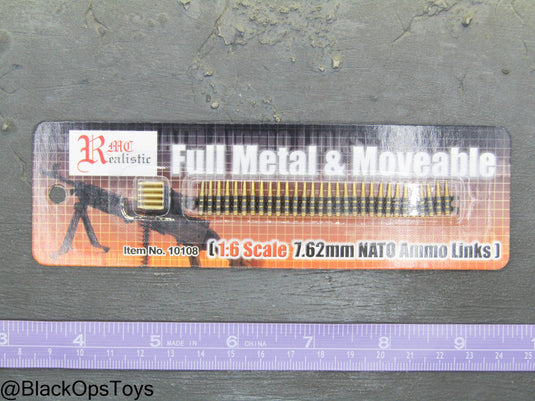 RMC
Realistic
Full Metal & Moveable
Item No. 10108
( 1:6 Scale 7.62mm NATO Ammo Links )
3 4 5 MADE IN 6 CHINA 7 8 9 10
@BlackOpsToys